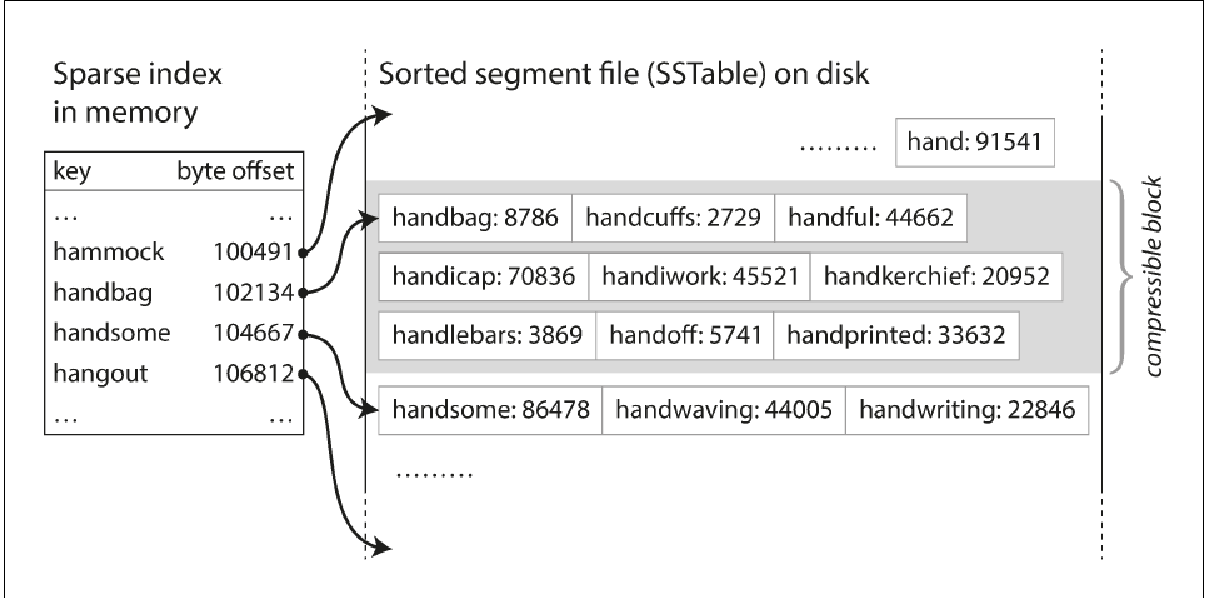 Sparse index
in memory
key byte offset
... ...
hammock 100491
handbag 102134
handsome 104667
hangout 106812
... ...
Sorted segment file (SSTable) on disk
......... hand: 91541
handbag: 8786 handcuffs: 2729 handful: 44662
handicap: 70836 handiwork: 45521 handkerchief: 20952
handlebars: 3869 handoff: 5741 handprinted: 33632
handsome: 86478 handwaving: 44005 handwriting: 22846
.........
compressible block